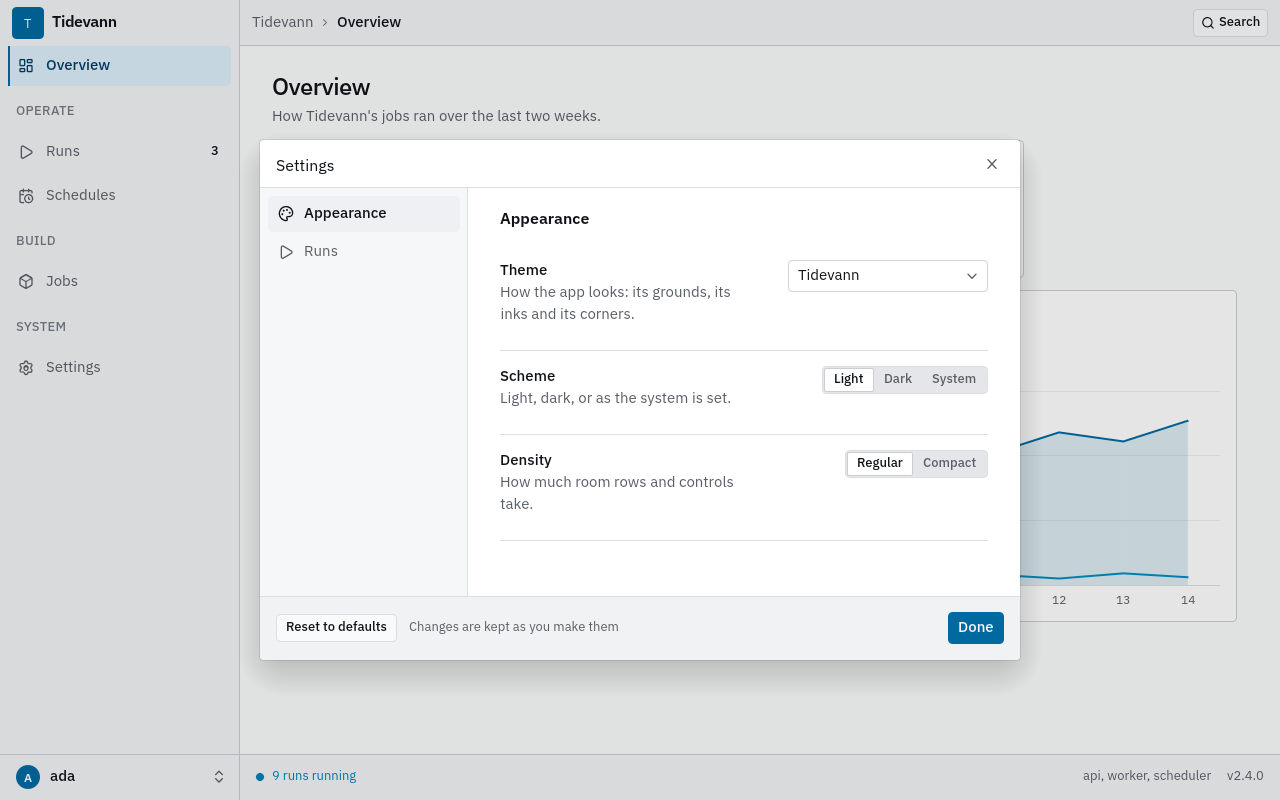 T
Tidevann
Tidevann
Overview
Search
Overview
OPERATE
Runs
3
Schedules
BUILD
Jobs
SYSTEM
Settings
Overview
How Tidevann's jobs ran over the last two weeks.
Settings
Appearance
Runs
Appearance
Theme
How the app looks: its grounds, its
inks and its corners.
Tidevann
Scheme
Light, dark, or as the system is set.
Light
Dark
System
Density
How much room rows and controls
take.
Regular
Compact
Reset to defaults
Changes are kept as you make them
Done
12
13
14
A
ada
9 runs running
api, worker, scheduler
v2.4.0